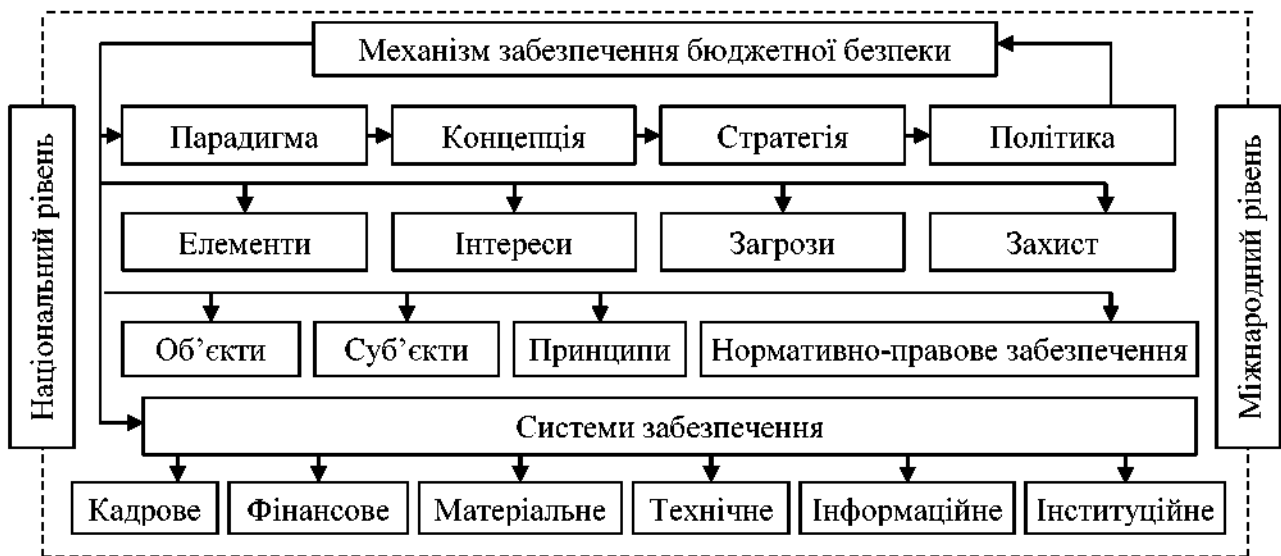 Механізм забезпечення бюджетної безпеки
Національний рівень
Міжнародний рівень
Парадигма
Концепція
Стратегія
Політика
Елементи
Інтереси
Загрози
Захист
Об’єкти
Суб’єкти
Принципи
Нормативно-правове забезпечення
Системи забезпечення
Кадрове
Фінансове
Матеріальне
Технічне
Інформаційне
Інституційне